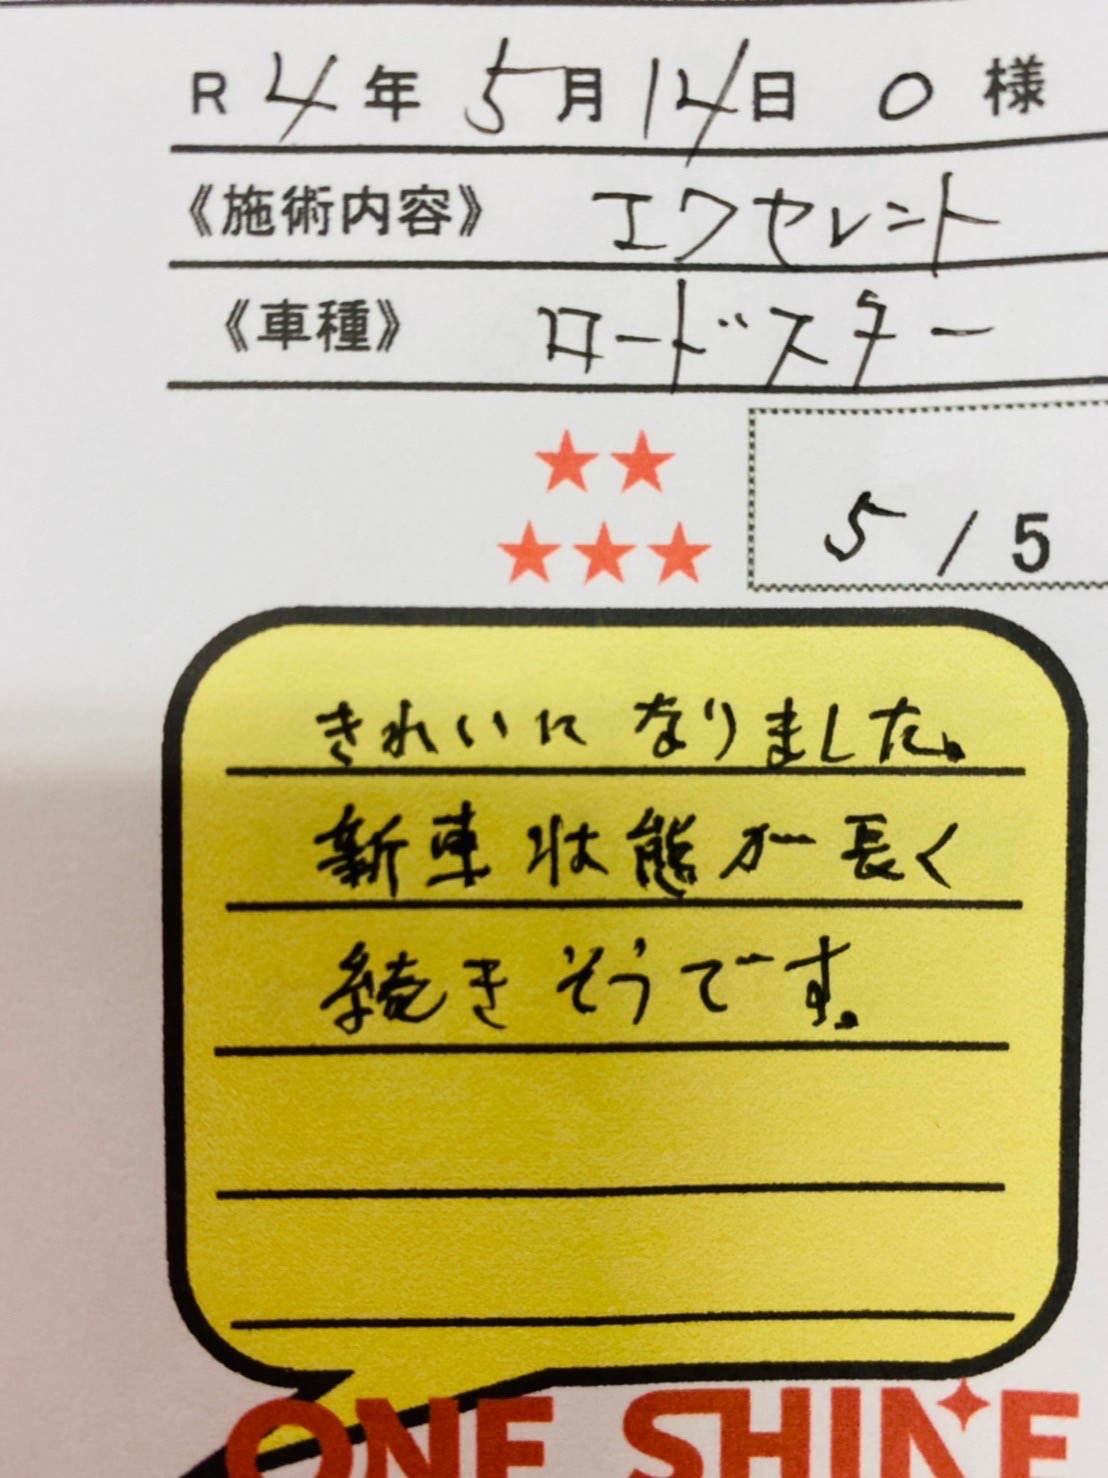 R 4年 5月14日 O 様
《施術内容》 エクセレント
《車種》 ロードスター
★★
★★★
5 / 5
きれいになりました。
新車状態が長く
続きそうです。
ONE SHINE